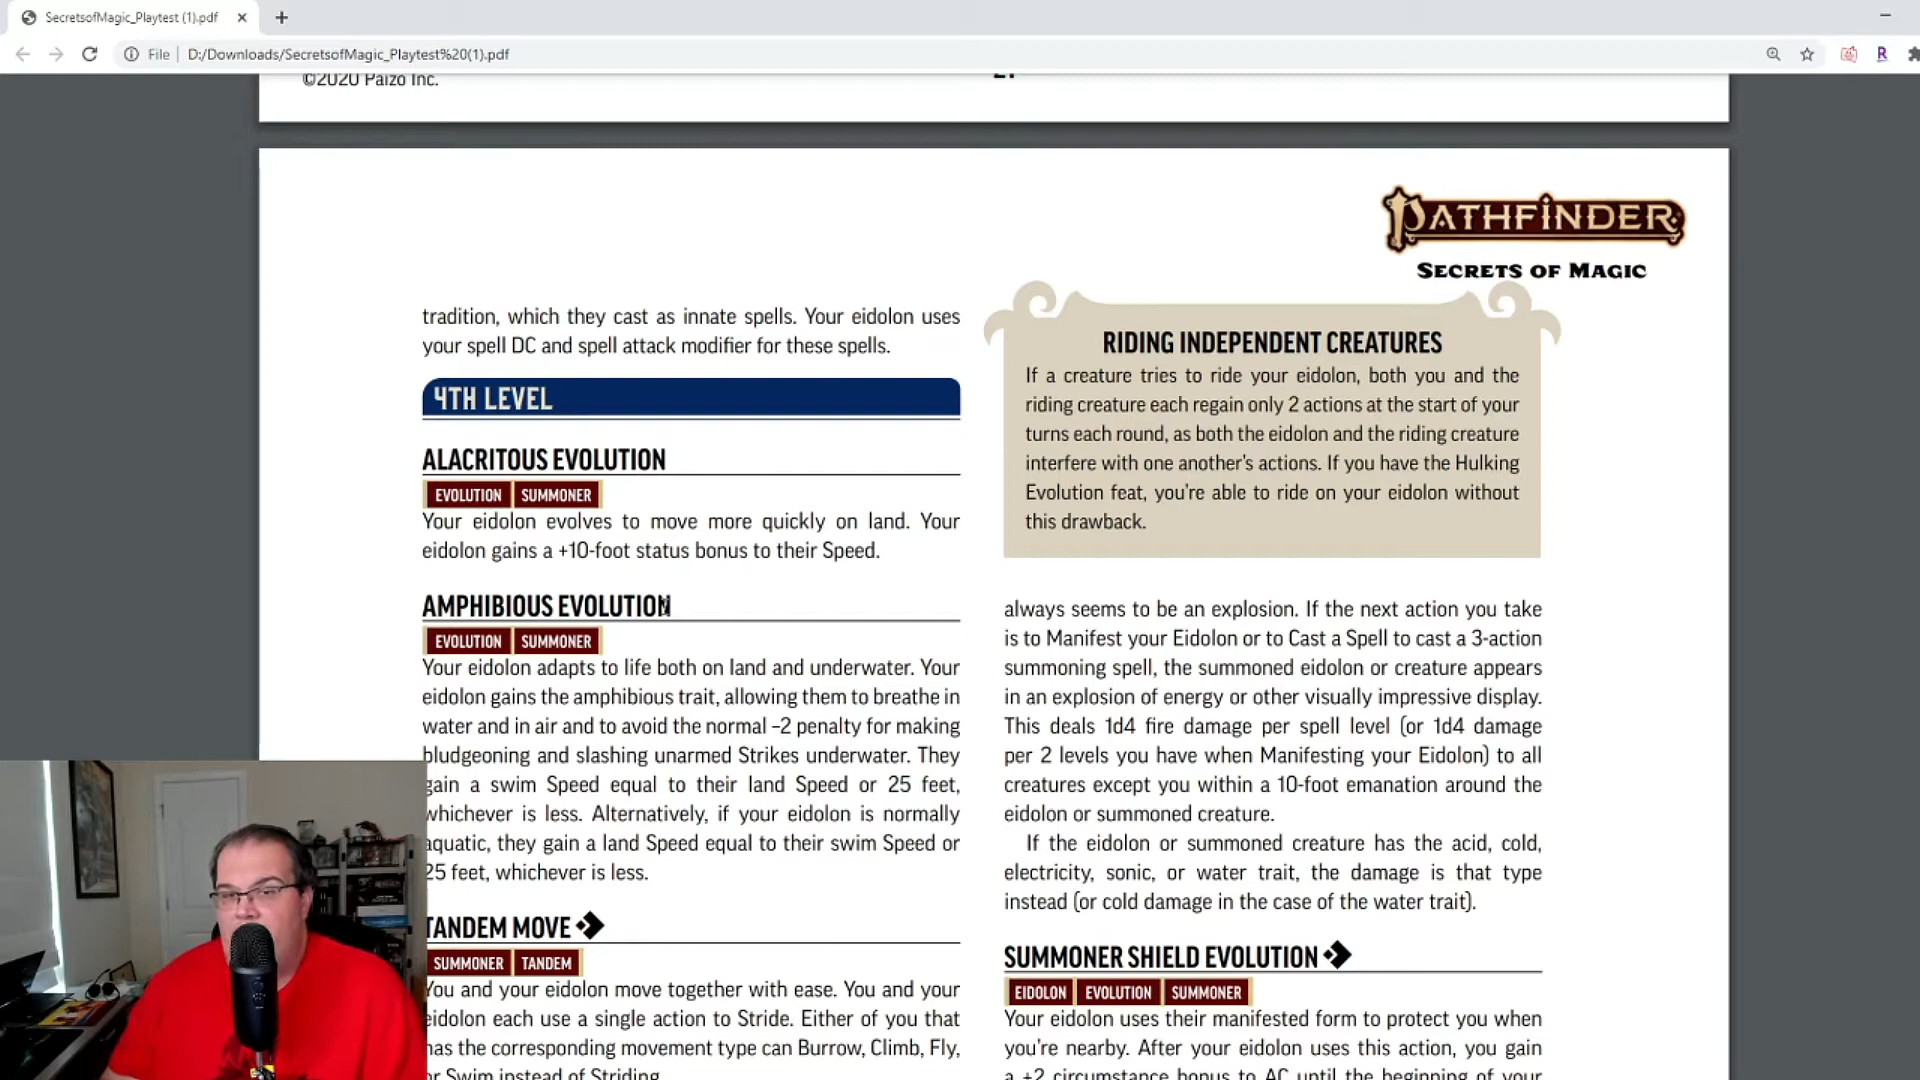 SecretsofMagic_Playtest (1).pdf
File | D:/Downloads/SecretsofMagic_Playtest%20(1).pdf
©2020 Paizo Inc.
PATHFINDER
SECRETS OF MAGIC
tradition, which they cast as innate spells. Your eidolon uses
your spell DC and spell attack modifier for these spells.
4TH LEVEL
ALACRITOUS EVOLUTION
EVOLUTION SUMMONER
Your eidolon evolves to move more quickly on land. Your
eidolon gains a +10-foot status bonus to their Speed.
AMPHIBIOUS EVOLUTION
EVOLUTION SUMMONER
Your eidolon adapts to life both on land and underwater. Your
eidolon gains the amphibious trait, allowing them to breathe in
water and in air and to avoid the normal –2 penalty for making
bludgeoning and slashing unarmed Strikes underwater. They
gain a swim Speed equal to their land Speed or 25 feet,
whichever is less. Alternatively, if your eidolon is normally
aquatic, they gain a land Speed equal to their swim Speed or
25 feet, whichever is less.
TANDEM MOVE
SUMMONER TANDEM
You and your eidolon move together with ease. You and your
eidolon each use a single action to Stride. Either of you that
has the corresponding movement type can Burrow, Climb, Fly,
or Swim instead of Striding.
RIDING INDEPENDENT CREATURES
If a creature tries to ride your eidolon, both you and the
riding creature each regain only 2 actions at the start of your
turns each round, as both the eidolon and the riding creature
interfere with one another's actions. If you have the Hulking
Evolution feat, you're able to ride on your eidolon without
this drawback.
always seems to be an explosion. If the next action you take
is to Manifest your Eidolon or to Cast a Spell to cast a 3-action
summoning spell, the summoned eidolon or creature appears
in an explosion of energy or other visually impressive display.
This deals 1d4 fire damage per spell level (or 1d4 damage
per 2 levels you have when Manifesting your Eidolon) to all
creatures except you within a 10-foot emanation around the
eidolon or summoned creature.
If the eidolon or summoned creature has the acid, cold,
electricity, sonic, or water trait, the damage is that type
instead (or cold damage in the case of the water trait).
SUMMONER SHIELD EVOLUTION
EIDOLON EVOLUTION SUMMONER
Your eidolon uses their manifested form to protect you when
you're nearby. After your eidolon uses this action, you gain
a +2 circumstance bonus to AC until the beginning of your